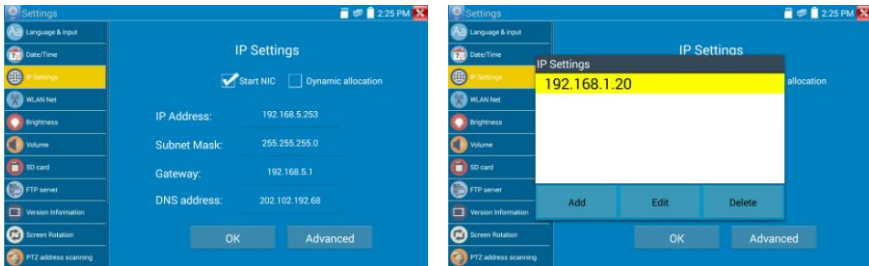 Settings 2:25 PM
Language & input
Date/Time
IP Settings
WLAN Net
Brightness
Volume
SD card
FTP server
Version Information
Screen Rotation
PTZ address scanning
IP Settings
Start NIC Dynamic allocation
IP Address: 192.168.5.253
Subnet Mask: 255.255.255.0
Gateway: 192.168.5.1
DNS address: 202.102.192.68
OK Advanced
Settings 2:25 PM
Language & input
Date/Time
IP Settings
WLAN Net
Brightness
Volume
SD card
FTP server
Version Information
Screen Rotation
PTZ address scanning
IP Settings
allocation
IP Settings
192.168.1.20
Add Edit Delete
OK Advanced